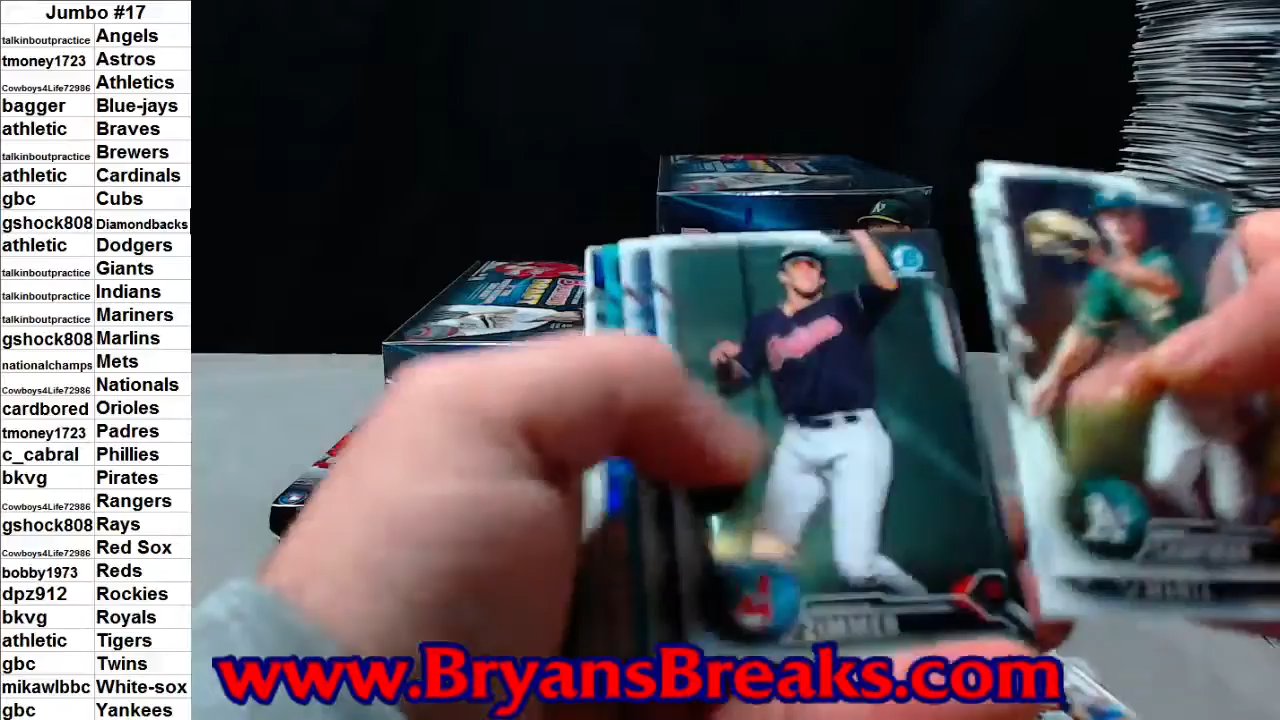 Jumbo #17
talkinboutpractice Angels
tmoney1723 Astros
Cowboys4Life72986 Athletics
bagger Blue-jays
athletic Braves
talkinboutpractice Brewers
athletic Cardinals
gbc Cubs
gshock808 Diamondbacks
athletic Dodgers
talkinboutpractice Giants
talkinboutpractice Indians
talkinboutpractice Mariners
gshock808 Marlins
nationalchamps Mets
Cowboys4Life72986 Nationals
cardbored Orioles
tmoney1723 Padres
c_cabral Phillies
bkvg Pirates
Cowboys4Life72986 Rangers
gshock808 Rays
Cowboys4Life72986 Red Sox
bobby1973 Reds
dpz912 Rockies
bkvg Royals
athletic Tigers
gbc Twins
mikawlbbc White-sox
gbc Yankees
ZIMMER
www.BryansBreaks.com